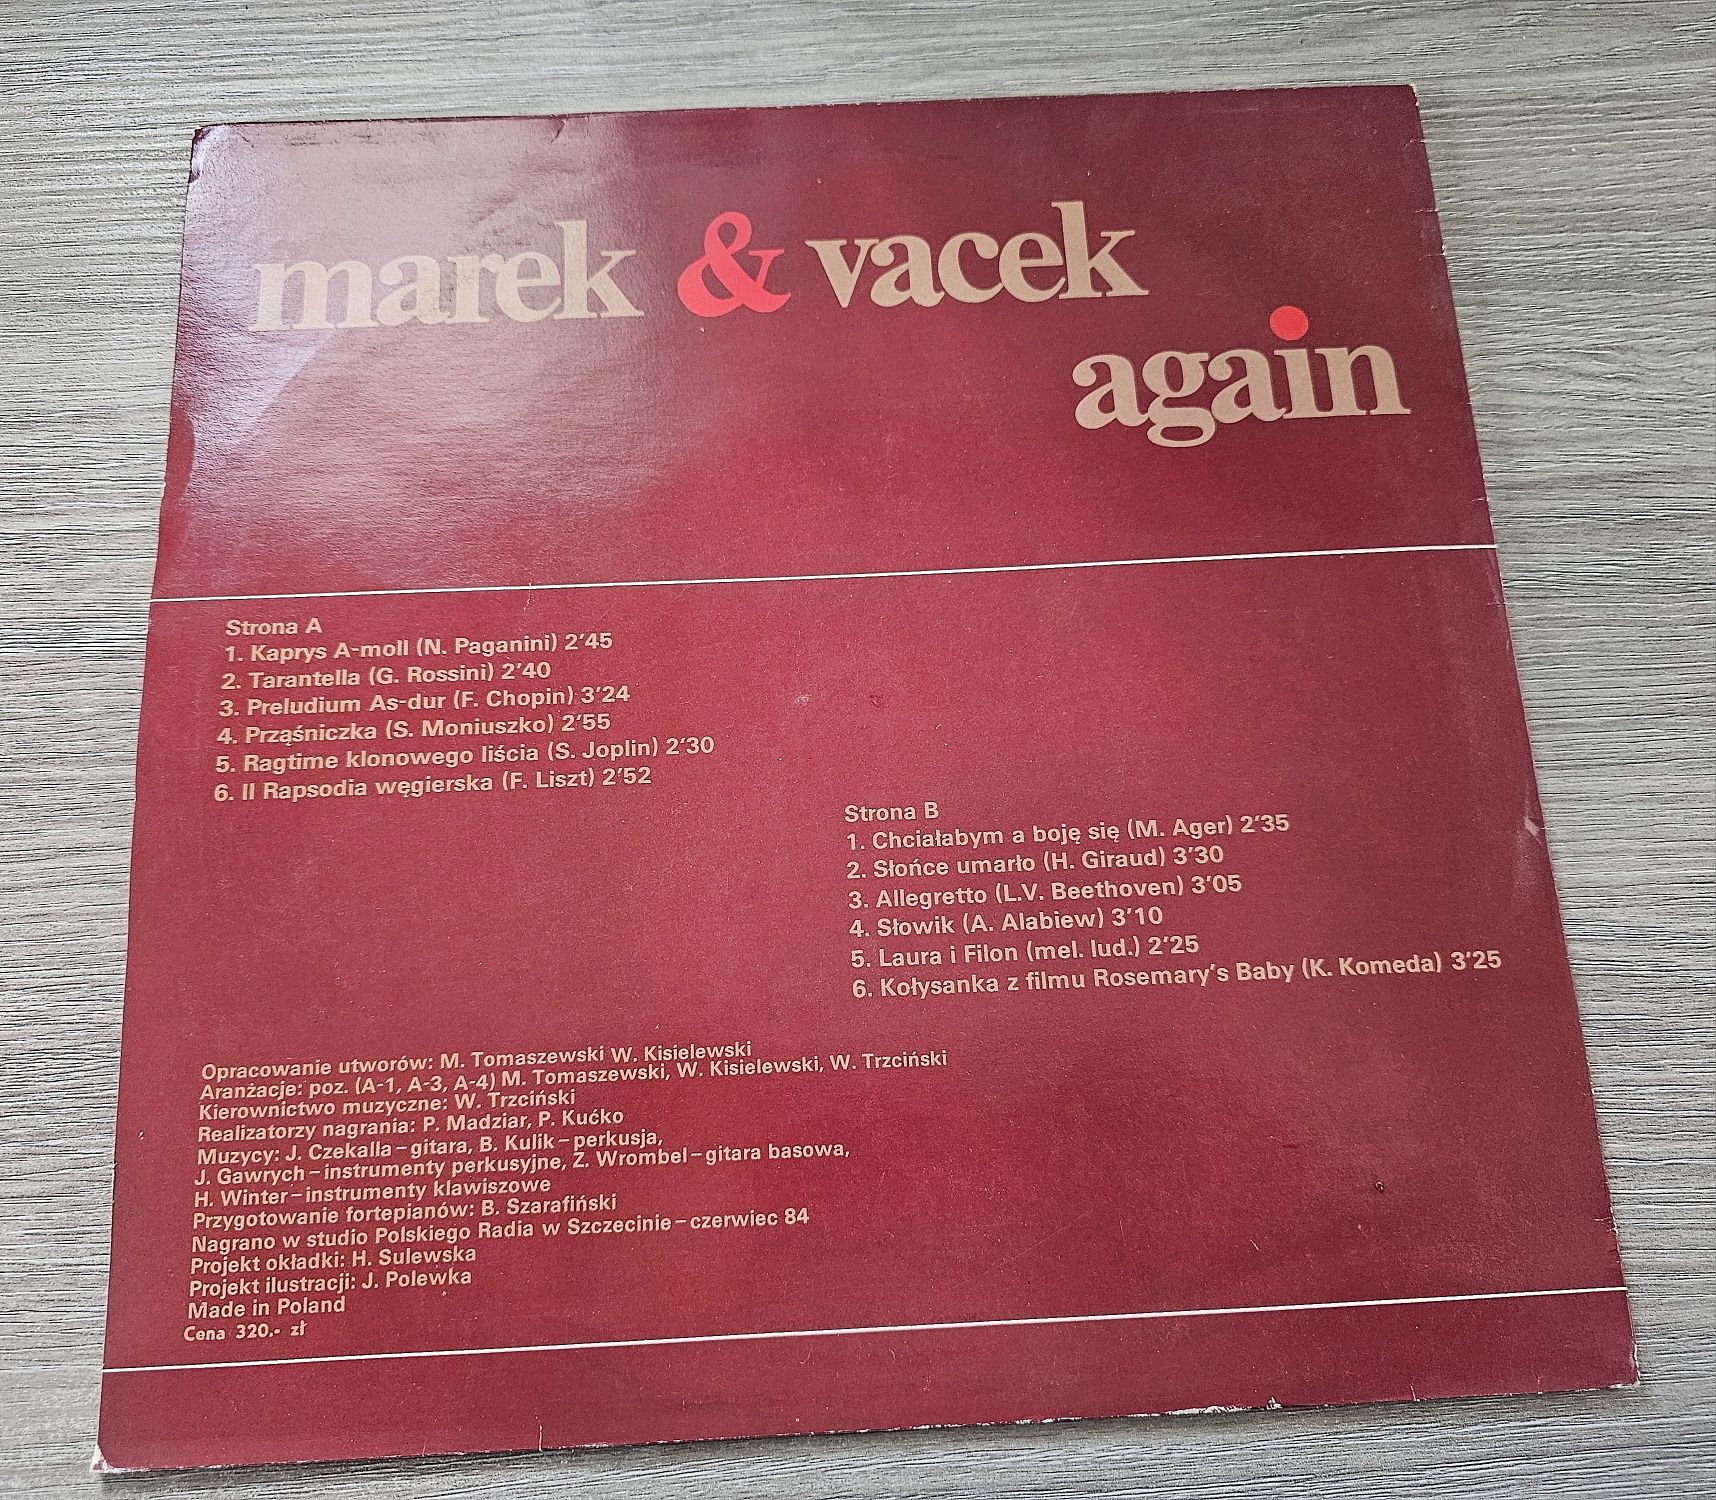 marek & vacek
again
Strona A
1. Kaprys A-moll (N. Paganini) 2'45
2. Tarantella (G. Rossini) 2'40
3. Preludium As-dur (F. Chopin) 3'24
4. Prząśniczka (S. Moniuszko) 2'55
5. Ragtime klonowego liścia (S. Joplin) 2'30
6. II Rapsodia węgierska (F. Liszt) 2'52
Strona B
1. Chciałabym a boję się (M. Ager) 2'35
2. Słońce umarło (H. Giraud) 3'30
3. Allegretto (L.V. Beethoven) 3'05
4. Słowik (A. Alabiew) 3'10
5. Laura i Filon (mel. lud.) 2'25
6. Kołysanka z filmu Rosemary's Baby (K. Komeda) 3'25
Opracowanie utworów: M. Tomaszewski W. Kisielewski
Aranżacje: poz. (A-1, A-3, A-4) M. Tomaszewski, W. Kisielewski, W. Trzciński
Kierownictwo muzyczne: W. Trzciński
Realizatorzy nagrania: P. Madziar, P. Kućko
Muzycy: J. Czekalla – gitara, B. Kulik – perkusja,
J. Gawrych – instrumenty perkusyjne, Z. Wrombel – gitara basowa,
H. Winter – instrumenty klawiszowe
Przygotowanie fortepianów: B. Szarafiński
Nagrano w studio Polskiego Radia w Szczecinie – czerwiec 84
Projekt okładki: H. Sulewska
Projekt ilustracji: J. Polewka
Made in Poland
Cena 320.- zł